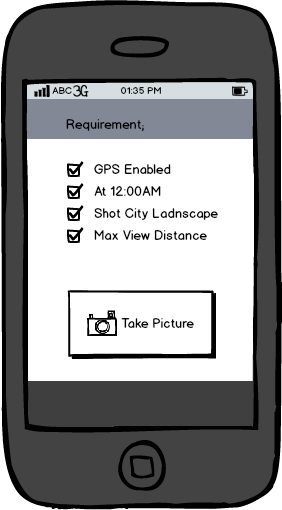 ABC 3G 01:35 PM
Requirement;
GPS Enabled
At 12:00AM
Shot City Ladnscape
Max View Distance
Take Picture